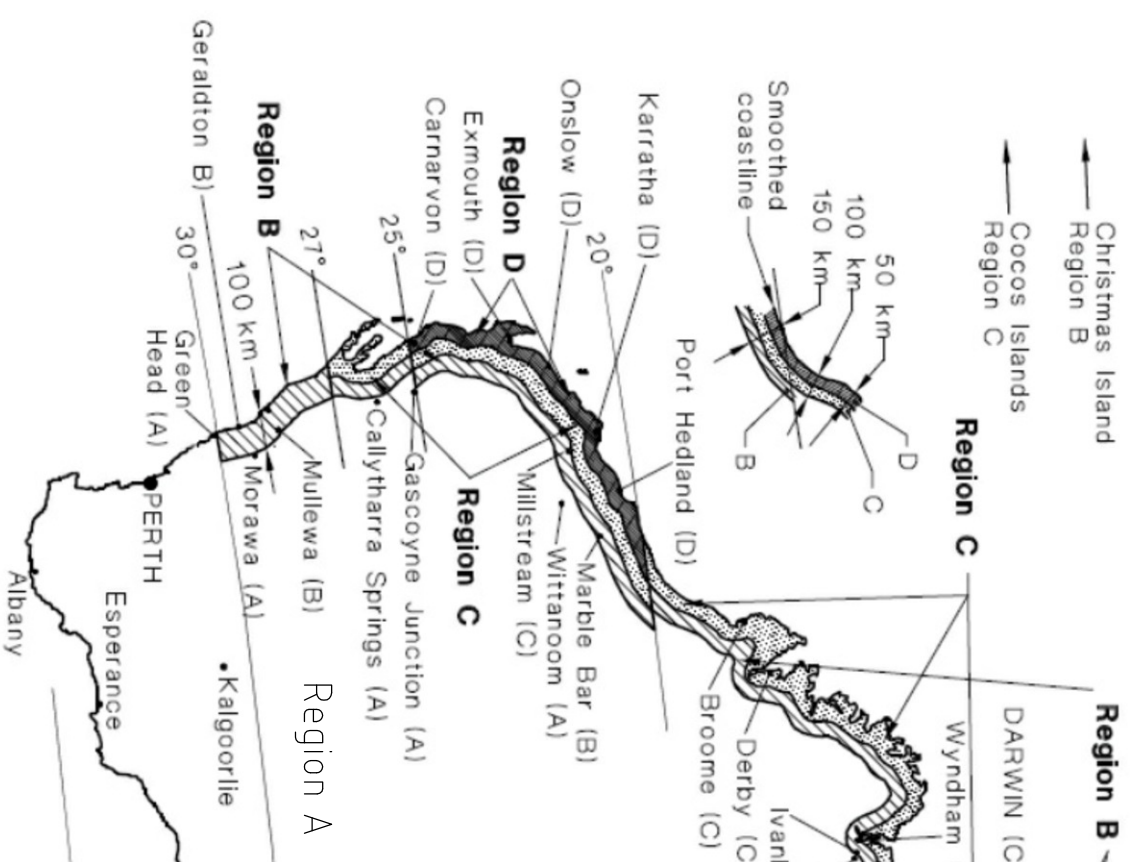 Christmas Island
Region B
Cocos Islands
Region C
Region B
DARWIN (C
Region C
Wyndham
50 km
100 km
150 km
Smoothed
coastline
D
C
B
Derby (C
Broome (C)
Port Hedland (D)
Karratha (D)
20°
Onslow (D)
Region D
Exmouth (D)
Carnarvon (D)
25°
Marble Bar (B)
Wittanoom (A)
Millstream (C)
Region C
Gascoyne Junction (A)
Callytharra Springs (A)
27°
Region B
Mullewa (B)
Region A
100 km
Morawa (A)
Geraldton B)
30°
Kalgoorlie
Green
Head (A)
PERTH
Esperance
Albany